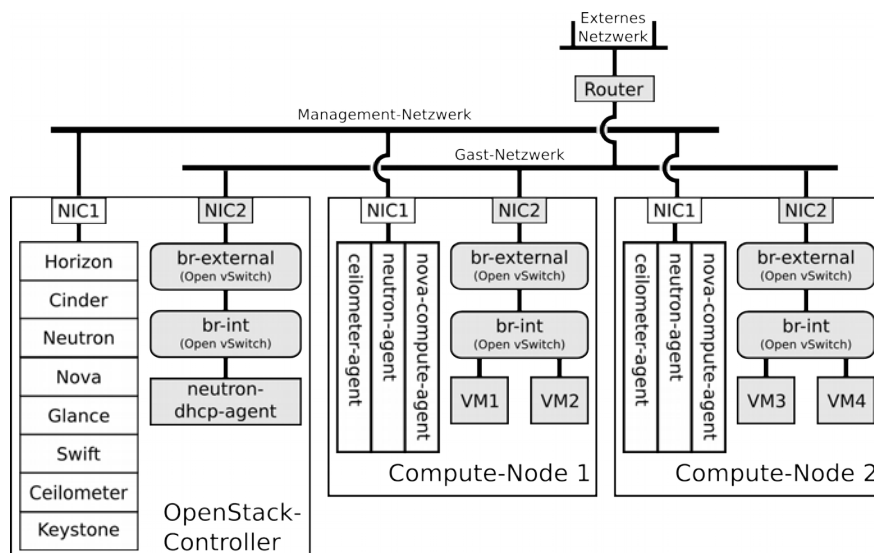 Externes
Netzwerk
Router
Management-Netzwerk
Gast-Netzwerk
NIC1
NIC2
Horizon
Cinder
Neutron
Nova
Glance
Swift
Ceilometer
Keystone
br-external
(Open vSwitch)
br-int
(Open vSwitch)
neutron-
dhcp-agent
OpenStack-
Controller
NIC1
NIC2
ceilometer-agent
neutron-agent
nova-compute-agent
br-external
(Open vSwitch)
br-int
(Open vSwitch)
VM1
VM2
Compute-Node 1
NIC1
NIC2
ceilometer-agent
neutron-agent
nova-compute-agent
br-external
(Open vSwitch)
br-int
(Open vSwitch)
VM3
VM4
Compute-Node 2